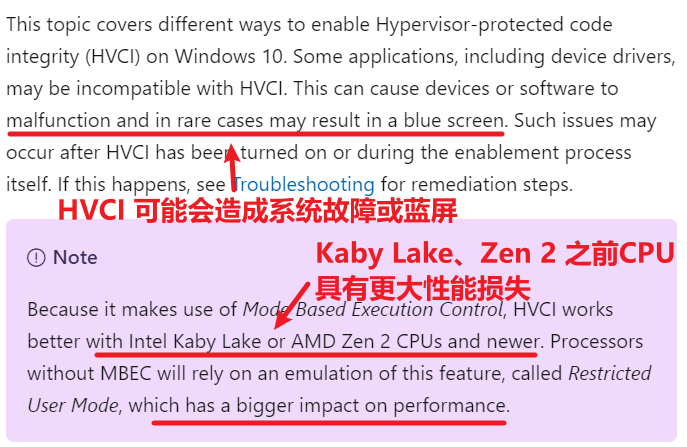 This topic covers different ways to enable Hypervisor-protected code
integrity (HVCI) on Windows 10. Some applications, including device drivers,
may be incompatible with HVCI. This can cause devices or software to
malfunction and in rare cases may result in a blue screen. Such issues may
occur after HVCI has been turned on or during the enablement process
itself. If this happens, see Troubleshooting for remediation steps.
HVCI 可能会造成系统故障或蓝屏
Note
Kaby Lake、Zen 2 之前CPU
具有更大性能损失
Because it makes use of Mode Based Execution Control, HVCI works
better with Intel Kaby Lake or AMD Zen 2 CPUs and newer. Processors
without MBEC will rely on an emulation of this feature, called Restricted
User Mode, which has a bigger impact on performance.